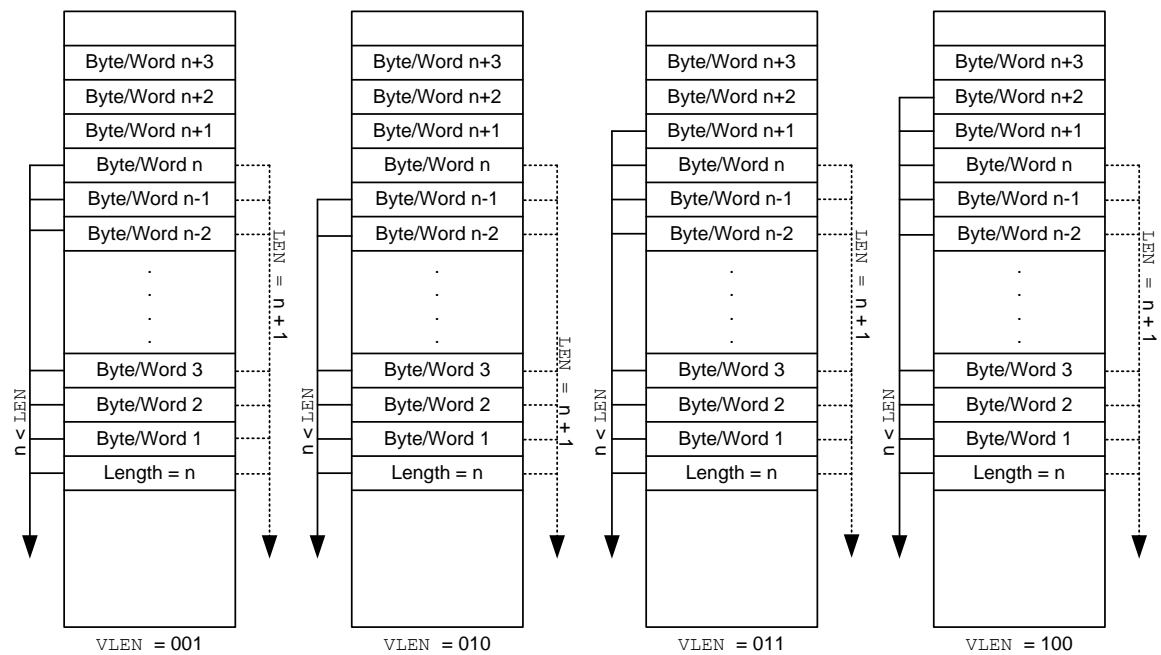 Byte/Word n+3
Byte/Word n+2
Byte/Word n+1
Byte/Word n
Byte/Word n-1
Byte/Word n-2
.
.
.
.
Byte/Word 3
Byte/Word 2
Byte/Word 1
Length = n
n < LEN
LEN = n + 1
VLEN = 001
Byte/Word n+3
Byte/Word n+2
Byte/Word n+1
Byte/Word n
Byte/Word n-1
Byte/Word n-2
.
.
.
.
Byte/Word 3
Byte/Word 2
Byte/Word 1
Length = n
n < LEN
LEN = n + 1
VLEN = 010
Byte/Word n+3
Byte/Word n+2
Byte/Word n+1
Byte/Word n
Byte/Word n-1
Byte/Word n-2
.
.
.
.
Byte/Word 3
Byte/Word 2
Byte/Word 1
Length = n
n < LEN
LEN = n + 1
VLEN = 011
Byte/Word n+3
Byte/Word n+2
Byte/Word n+1
Byte/Word n
Byte/Word n-1
Byte/Word n-2
.
.
.
.
Byte/Word 3
Byte/Word 2
Byte/Word 1
Length = n
n < LEN
LEN = n + 1
VLEN = 100